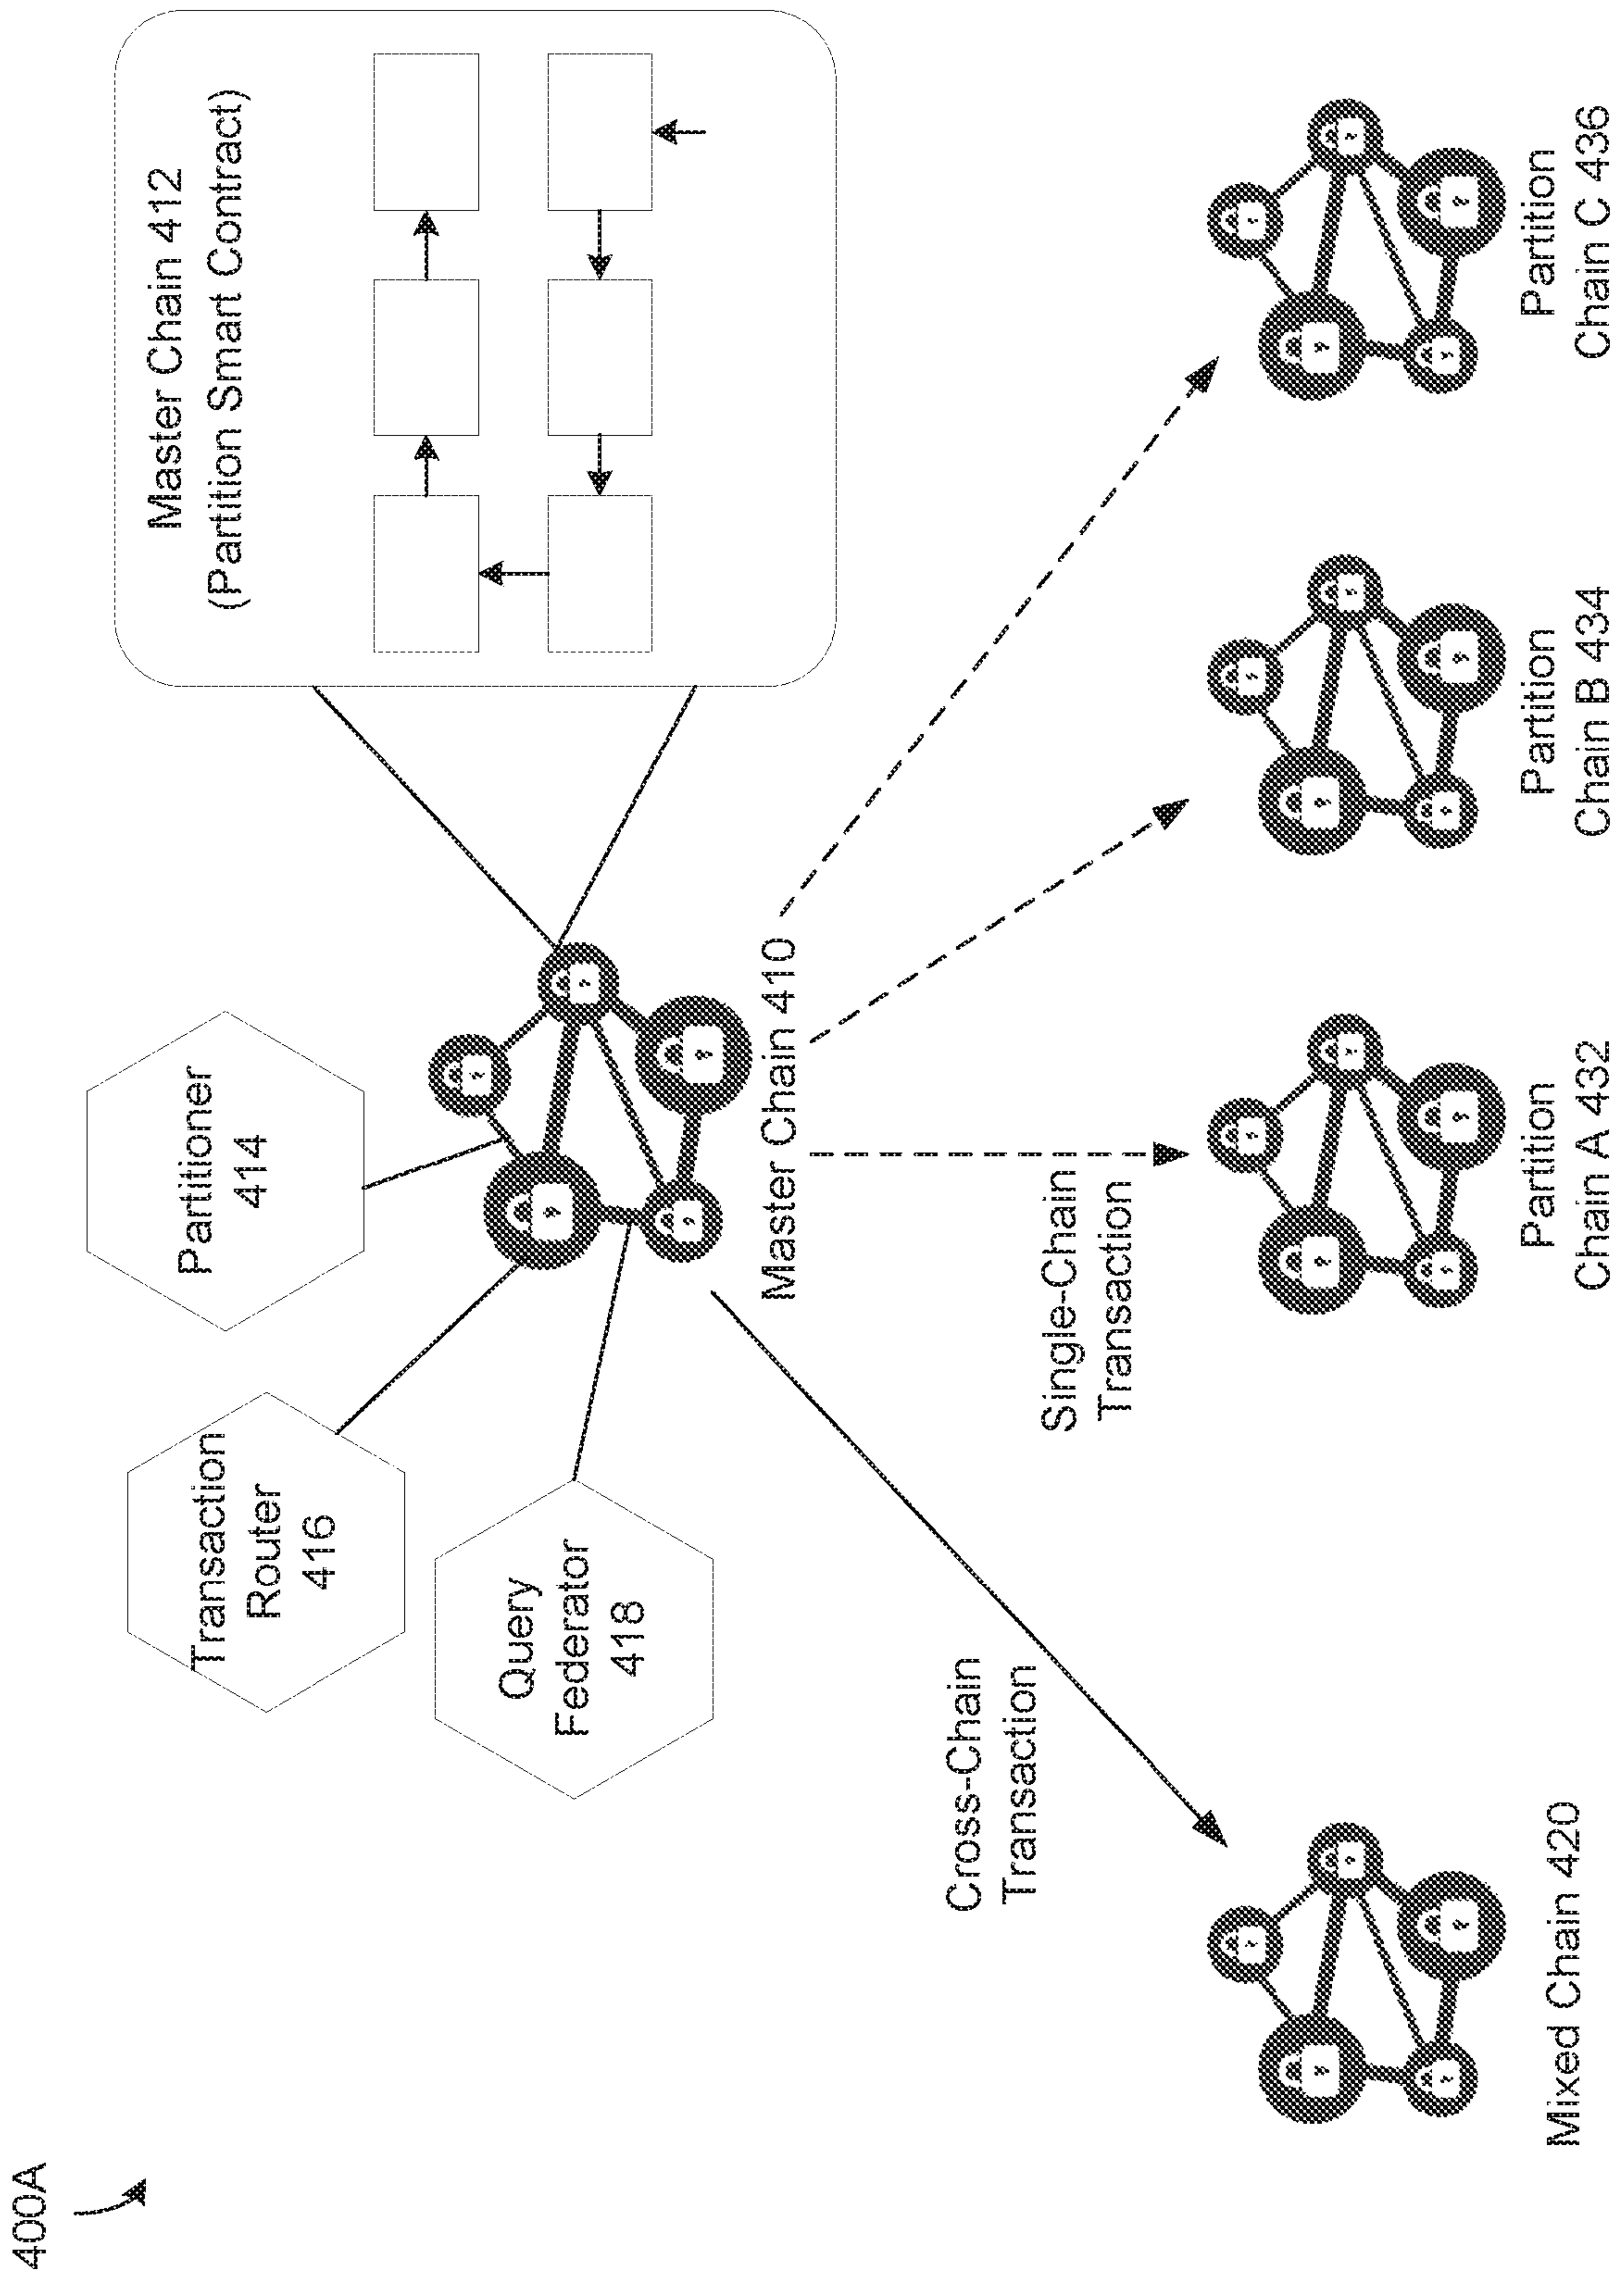 400A
Transaction
Router
416
Partitioner
414
Master Chain 412
(Partition Smart Contract)
Query
Federator
418
Master Chain 410
Cross-Chain
Transaction
Single-Chain
Transaction
Mixed Chain 420
Partition
Chain A 432
Partition
Chain B 434
Partition
Chain C 436